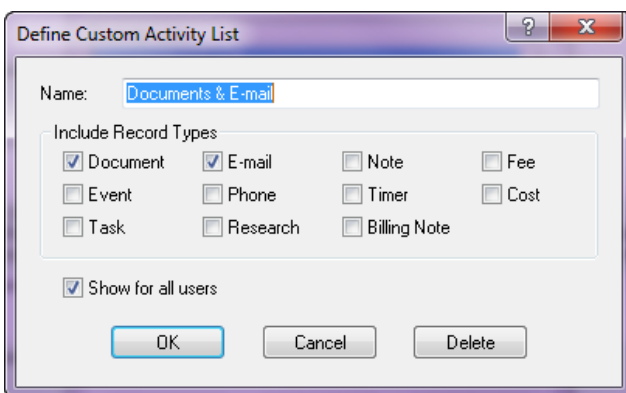 Define Custom Activity List
Name: Documents & E-mail
Include Record Types
Document E-mail Note Fee
Event Phone Timer Cost
Task Research Billing Note
Show for all users
OK Cancel Delete